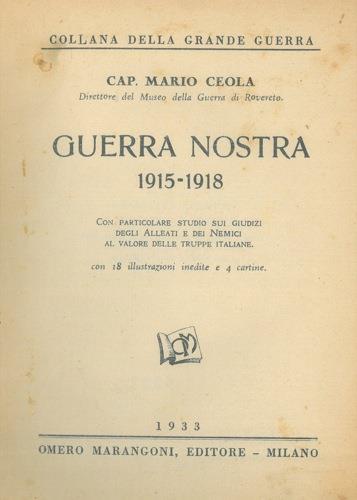 COLLANA DELLA GRANDE GUERRA
CAP. MARIO CEOLA
Direttore del Museo della Guerra di Rovereto.
GUERRA NOSTRA
1915-1918
CON PARTICOLARE STUDIO SUI GIUDIZI
DEGLI ALLEATI E DEI NEMICI
AL VALORE DELLE TRUPPE ITALIANE.
con 18 illustrazioni inedite e 4 cartine.
OM
1933
OMERO MARANGONI, EDITORE - MILANO